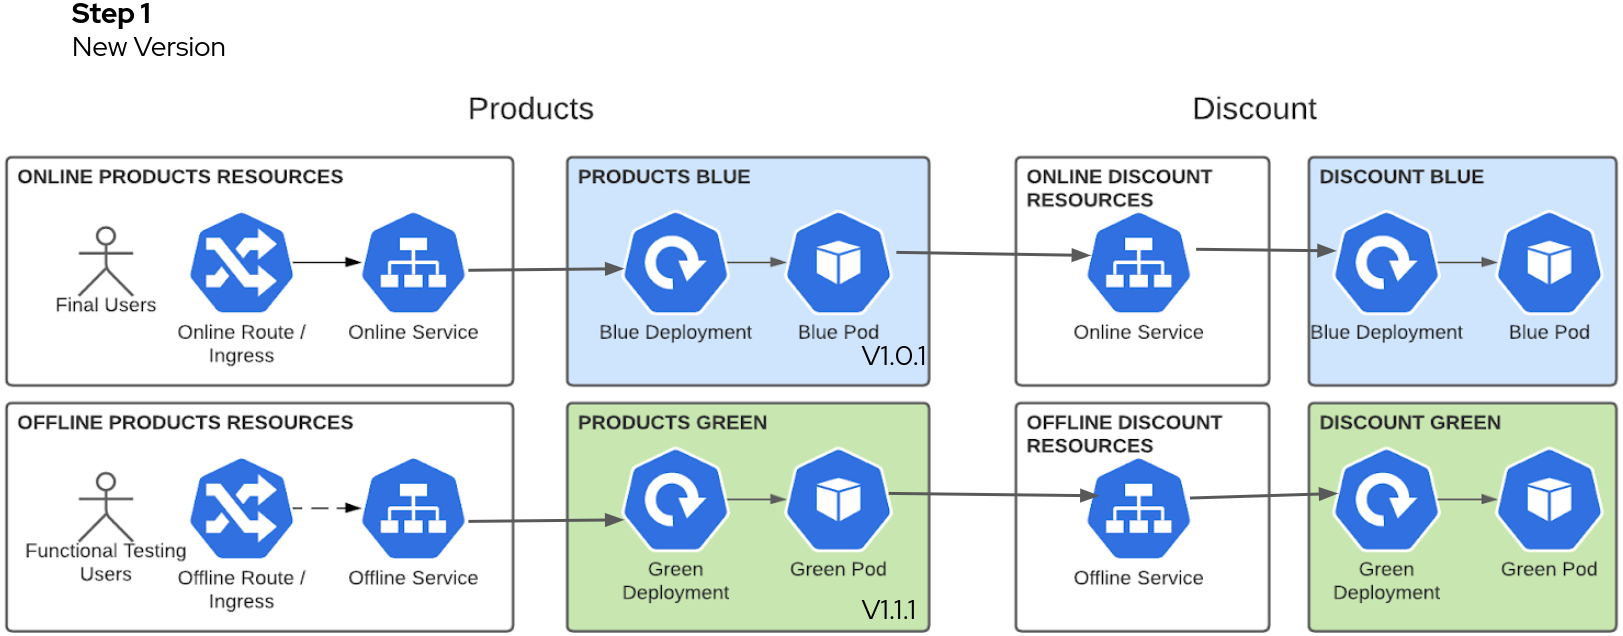 Step 1
New Version
Products
Discount
ONLINE PRODUCTS RESOURCES
Final Users
Online Route /
Ingress
Online Service
PRODUCTS BLUE
Blue Deployment
Blue Pod
V1.0.1
ONLINE DISCOUNT
RESOURCES
Online Service
DISCOUNT BLUE
Blue Deployment
Blue Pod
OFFLINE PRODUCTS RESOURCES
Functional Testing
Users
Offline Route /
Ingress
Offline Service
PRODUCTS GREEN
Green
Deployment
Green Pod
V1.1.1
OFFLINE DISCOUNT
RESOURCES
Offline Service
DISCOUNT GREEN
Green
Deployment
Green Pod